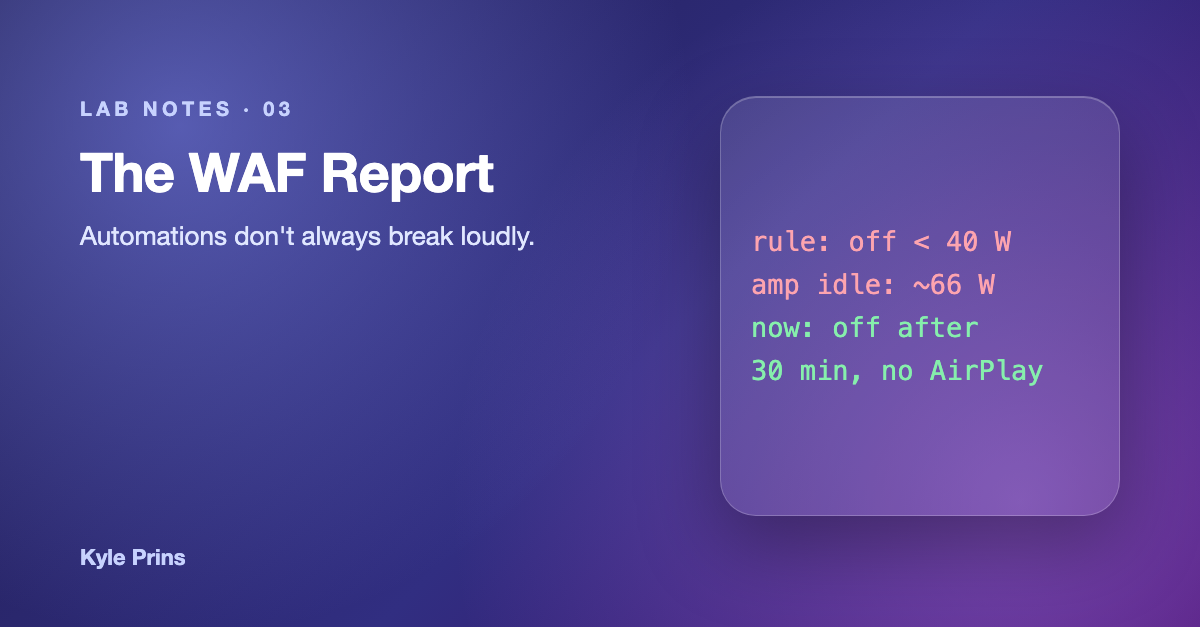 LAB NOTES · 03
The WAF Report
Automations don't always break loudly.
rule: off < 40 W
amp idle: ~66 W
now: off after
30 min, no AirPlay
Kyle Prins